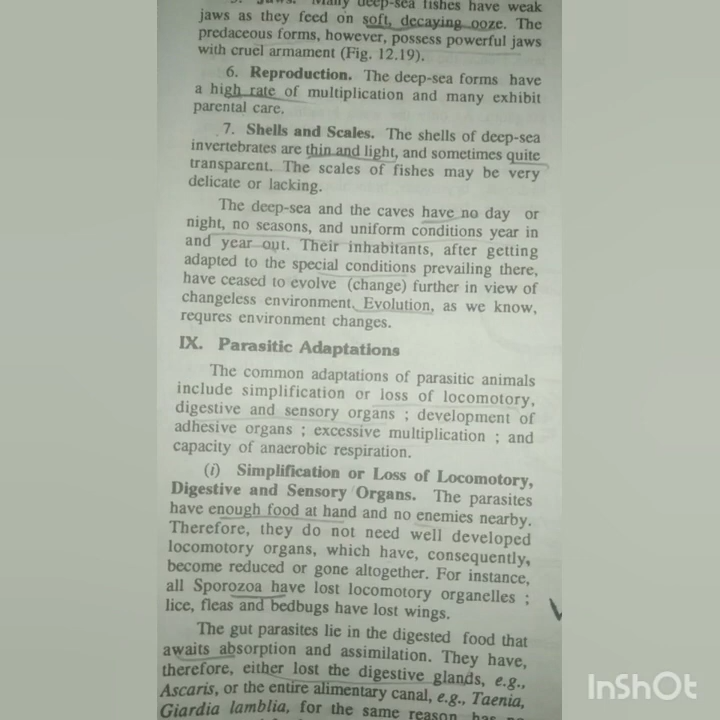 5. Jaws. Many deep-sea fishes have weak
jaws as they feed on soft, decaying ooze. The
predaceous forms, however, possess powerful jaws
with cruel armament (Fig. 12.19).
6. Reproduction. The deep-sea forms have
a high rate of multiplication and many exhibit
parental care.
7. Shells and Scales. The shells of deep-sea
invertebrates are thin and light, and sometimes quite
transparent. The scales of fishes may be very
delicate or lacking.
The deep-sea and the caves have no day or
night, no seasons, and uniform conditions year in
and year out. Their inhabitants, after getting
adapted to the special conditions prevailing there,
have ceased to evolve (change) further in view of
changeless environment. Evolution, as we know,
requres environment changes.
IX. Parasitic Adaptations
The common adaptations of parasitic animals
include simplification or loss of locomotory,
digestive and sensory organs ; development of
adhesive organs ; excessive multiplication ; and
capacity of anaerobic respiration.
(i) Simplification or Loss of Locomotory,
Digestive and Sensory Organs. The parasites
have enough food at hand and no enemies nearby.
Therefore, they do not need well developed
locomotory organs, which have, consequently,
become reduced or gone altogether. For instance,
all Sporozoa have lost locomotory organelles ;
lice, fleas and bedbugs have lost wings.
The gut parasites lie in the digested food that
awaits absorption and assimilation. They have,
therefore, either lost the digestive glands, e.g.,
Ascaris, or the entire alimentary canal, e.g., Taenia,
Giardia lamblia, for the same reason has no
InShOt